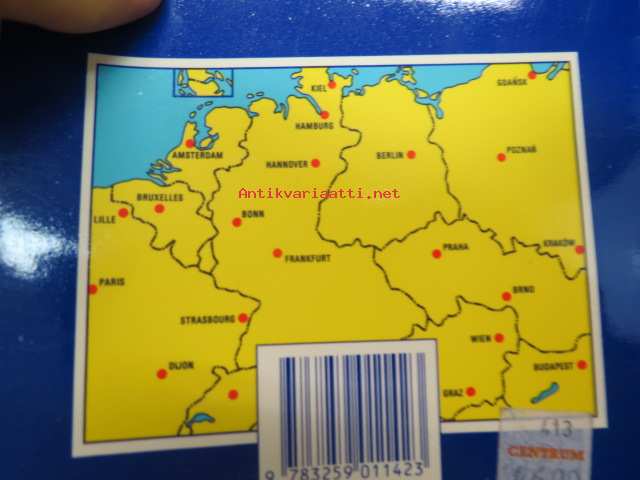 KIEL
GDAŃSK
HAMBURG
AMSTERDAM
HANNOVER
BERLIN
POZNAŃ
Antikvariaatti.net
BRUXELLES
LILLE
BONN
KRAKÓW
FRANKFURT
PRAHA
PARIS
BRNO
STRASBOURG
WIEN
DIJON
BUDAPEST
GRAZ
413
CENTRUM
9 783259 011423